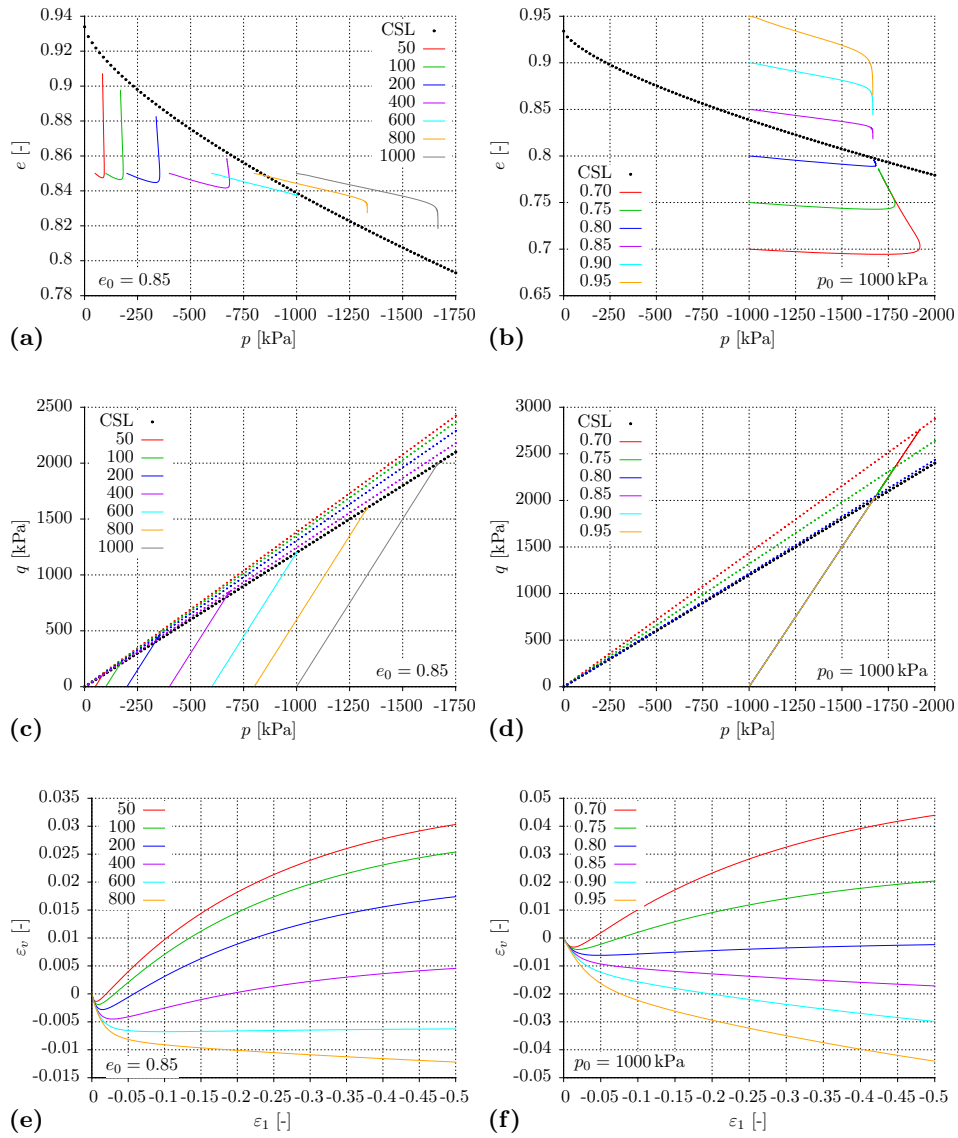 0.94
0.92
0.9
0.88
0.86
0.84
0.82
0.8
0.78
e [-]
0 -250 -500 -750 -1000 -1250 -1500 -1750
p [kPa]
CSL
50
100
200
400
600
800
1000
e₀ = 0.85
(a)
0.95
0.9
0.85
0.8
0.75
0.7
0.65
e [-]
0 -250 -500 -750 -1000 -1250 -1500 -1750 -2000
p [kPa]
CSL
0.70
0.75
0.80
0.85
0.90
0.95
p₀ = 1000 kPa
(b)
2500
2000
1500
1000
500
0
q [kPa]
0 -250 -500 -750 -1000 -1250 -1500 -1750
p [kPa]
CSL
50
100
200
400
600
800
1000
e₀ = 0.85
(c)
3000
2500
2000
1500
1000
500
0
q [kPa]
0 -250 -500 -750 -1000 -1250 -1500 -1750 -2000
p [kPa]
CSL
0.70
0.75
0.80
0.85
0.90
0.95
p₀ = 1000 kPa
(d)
0.035
0.03
0.025
0.02
0.015
0.01
0.005
0
-0.005
-0.01
0.015
εᵥ [-]
0 -0.05 -0.1 -0.15 -0.2 -0.25 -0.3 -0.35 -0.4 -0.45 -0.5
ε₁ [-]
50
100
200
400
600
800
e₀ = 0.85
(e)
0.05
0.04
0.03
0.02
0.01
0
-0.01
-0.02
-0.03
-0.04
0.05
εᵥ [-]
0 -0.05 -0.1 -0.15 -0.2 -0.25 -0.3 -0.35 -0.4 -0.45 -0.5
ε₁ [-]
0.70
0.75
0.80
0.85
0.90
0.95
p₀ = 1000 kPa
(f)